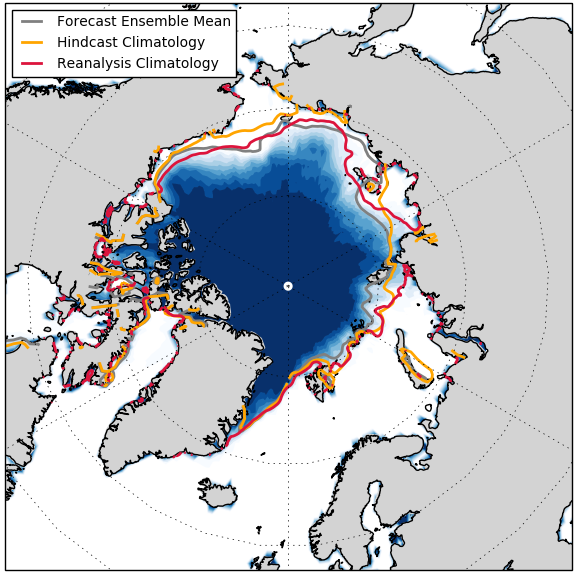 Forecast Ensemble Mean
Hindcast Climatology
Reanalysis Climatology